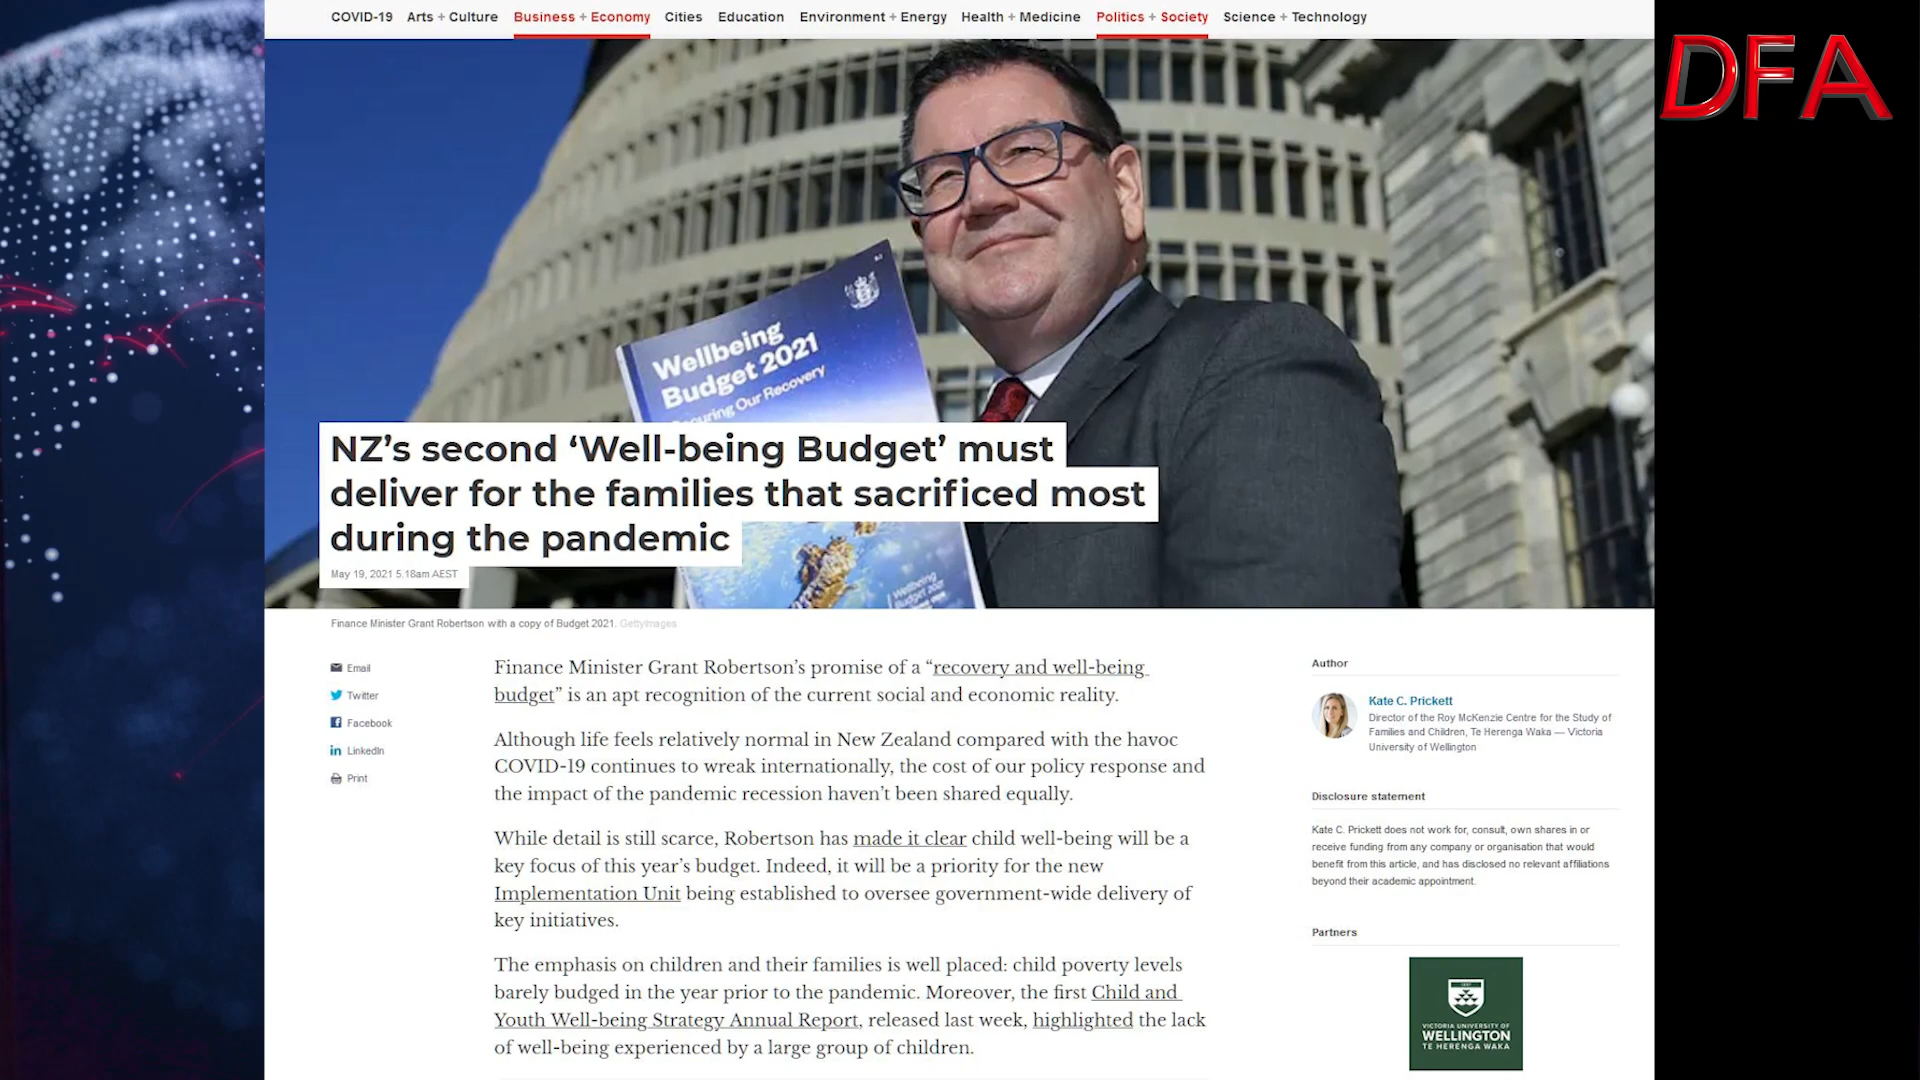 COVID-19 Arts + Culture Business + Economy Cities Education Environment + Energy Health + Medicine Politics + Society Science + Technology
DFA
Wellbeing
Budget 2021
Securing Our Recovery
NZ’s second ‘Well-being Budget’ must
deliver for the families that sacrificed most
during the pandemic
May 19, 2021 5.18am AEST
Wellbeing
Budget 2021
Finance Minister Grant Robertson with a copy of Budget 2021. GettyImages
Email
Twitter
Facebook
LinkedIn
Print
Finance Minister Grant Robertson’s promise of a “recovery and well-being
budget” is an apt recognition of the current social and economic reality.
Although life feels relatively normal in New Zealand compared with the havoc
COVID-19 continues to wreak internationally, the cost of our policy response and
the impact of the pandemic recession haven’t been shared equally.
While detail is still scarce, Robertson has made it clear child well-being will be a
key focus of this year’s budget. Indeed, it will be a priority for the new
Implementation Unit being established to oversee government-wide delivery of
key initiatives.
The emphasis on children and their families is well placed: child poverty levels
barely budged in the year prior to the pandemic. Moreover, the first Child and
Youth Well-being Strategy Annual Report, released last week, highlighted the lack
of well-being experienced by a large group of children.
Author
Kate C. Prickett
Director of the Roy McKenzie Centre for the Study of
Families and Children, Te Herenga Waka — Victoria
University of Wellington
Disclosure statement
Kate C. Prickett does not work for, consult, own shares in or
receive funding from any company or organisation that would
benefit from this article, and has disclosed no relevant affiliations
beyond their academic appointment.
Partners
VICTORIA UNIVERSITY OF
WELLINGTON
TE HERENGA WAKA